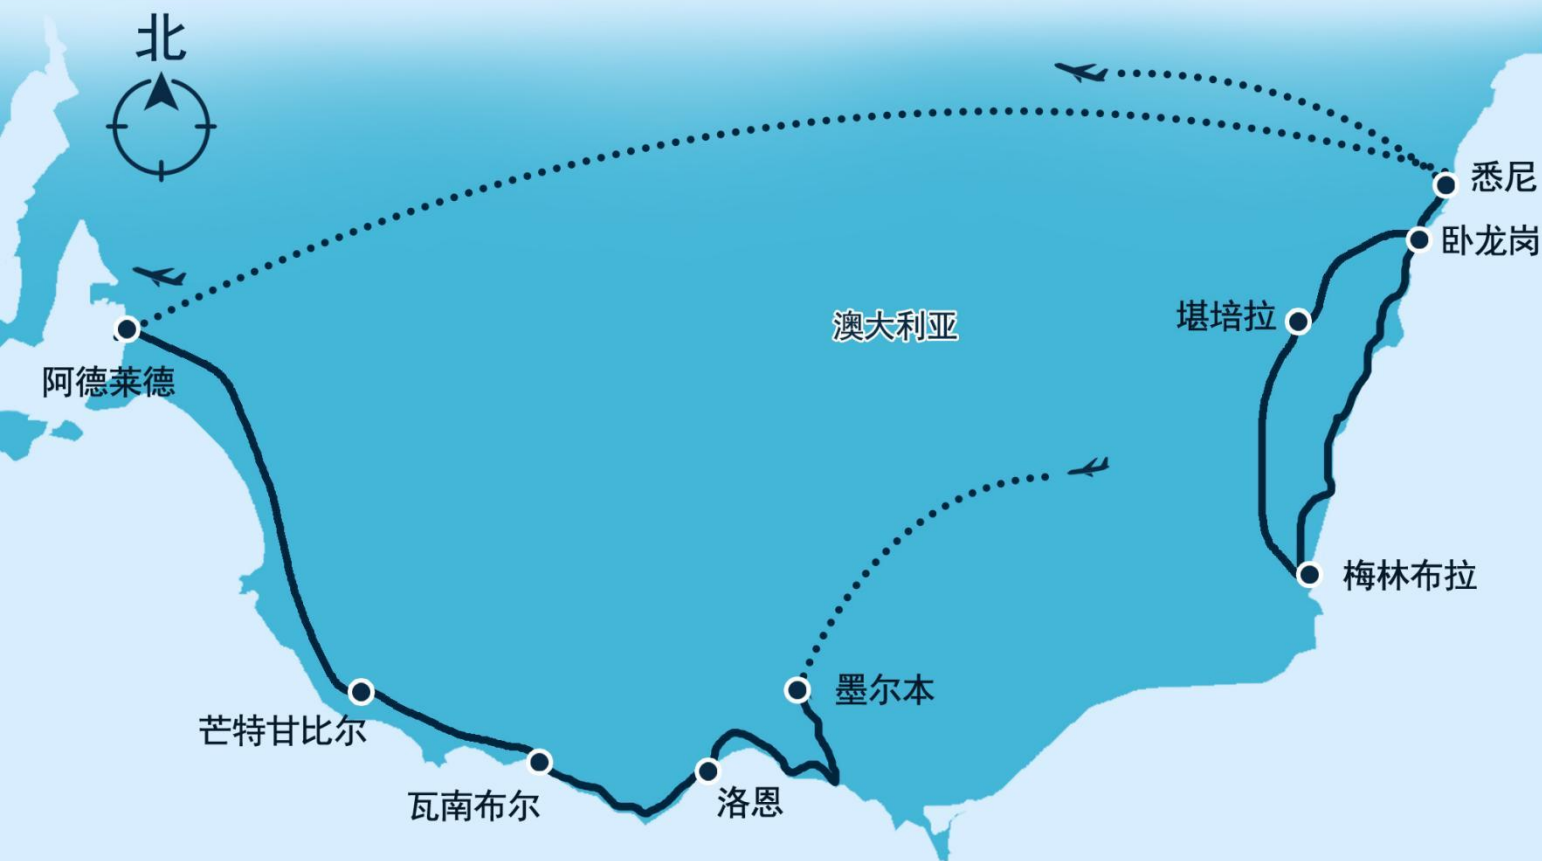 北
悉尼
卧龙岗
堪培拉
澳大利亚
阿德莱德
梅林布拉
墨尔本
芒特甘比尔
瓦南布尔
洛恩